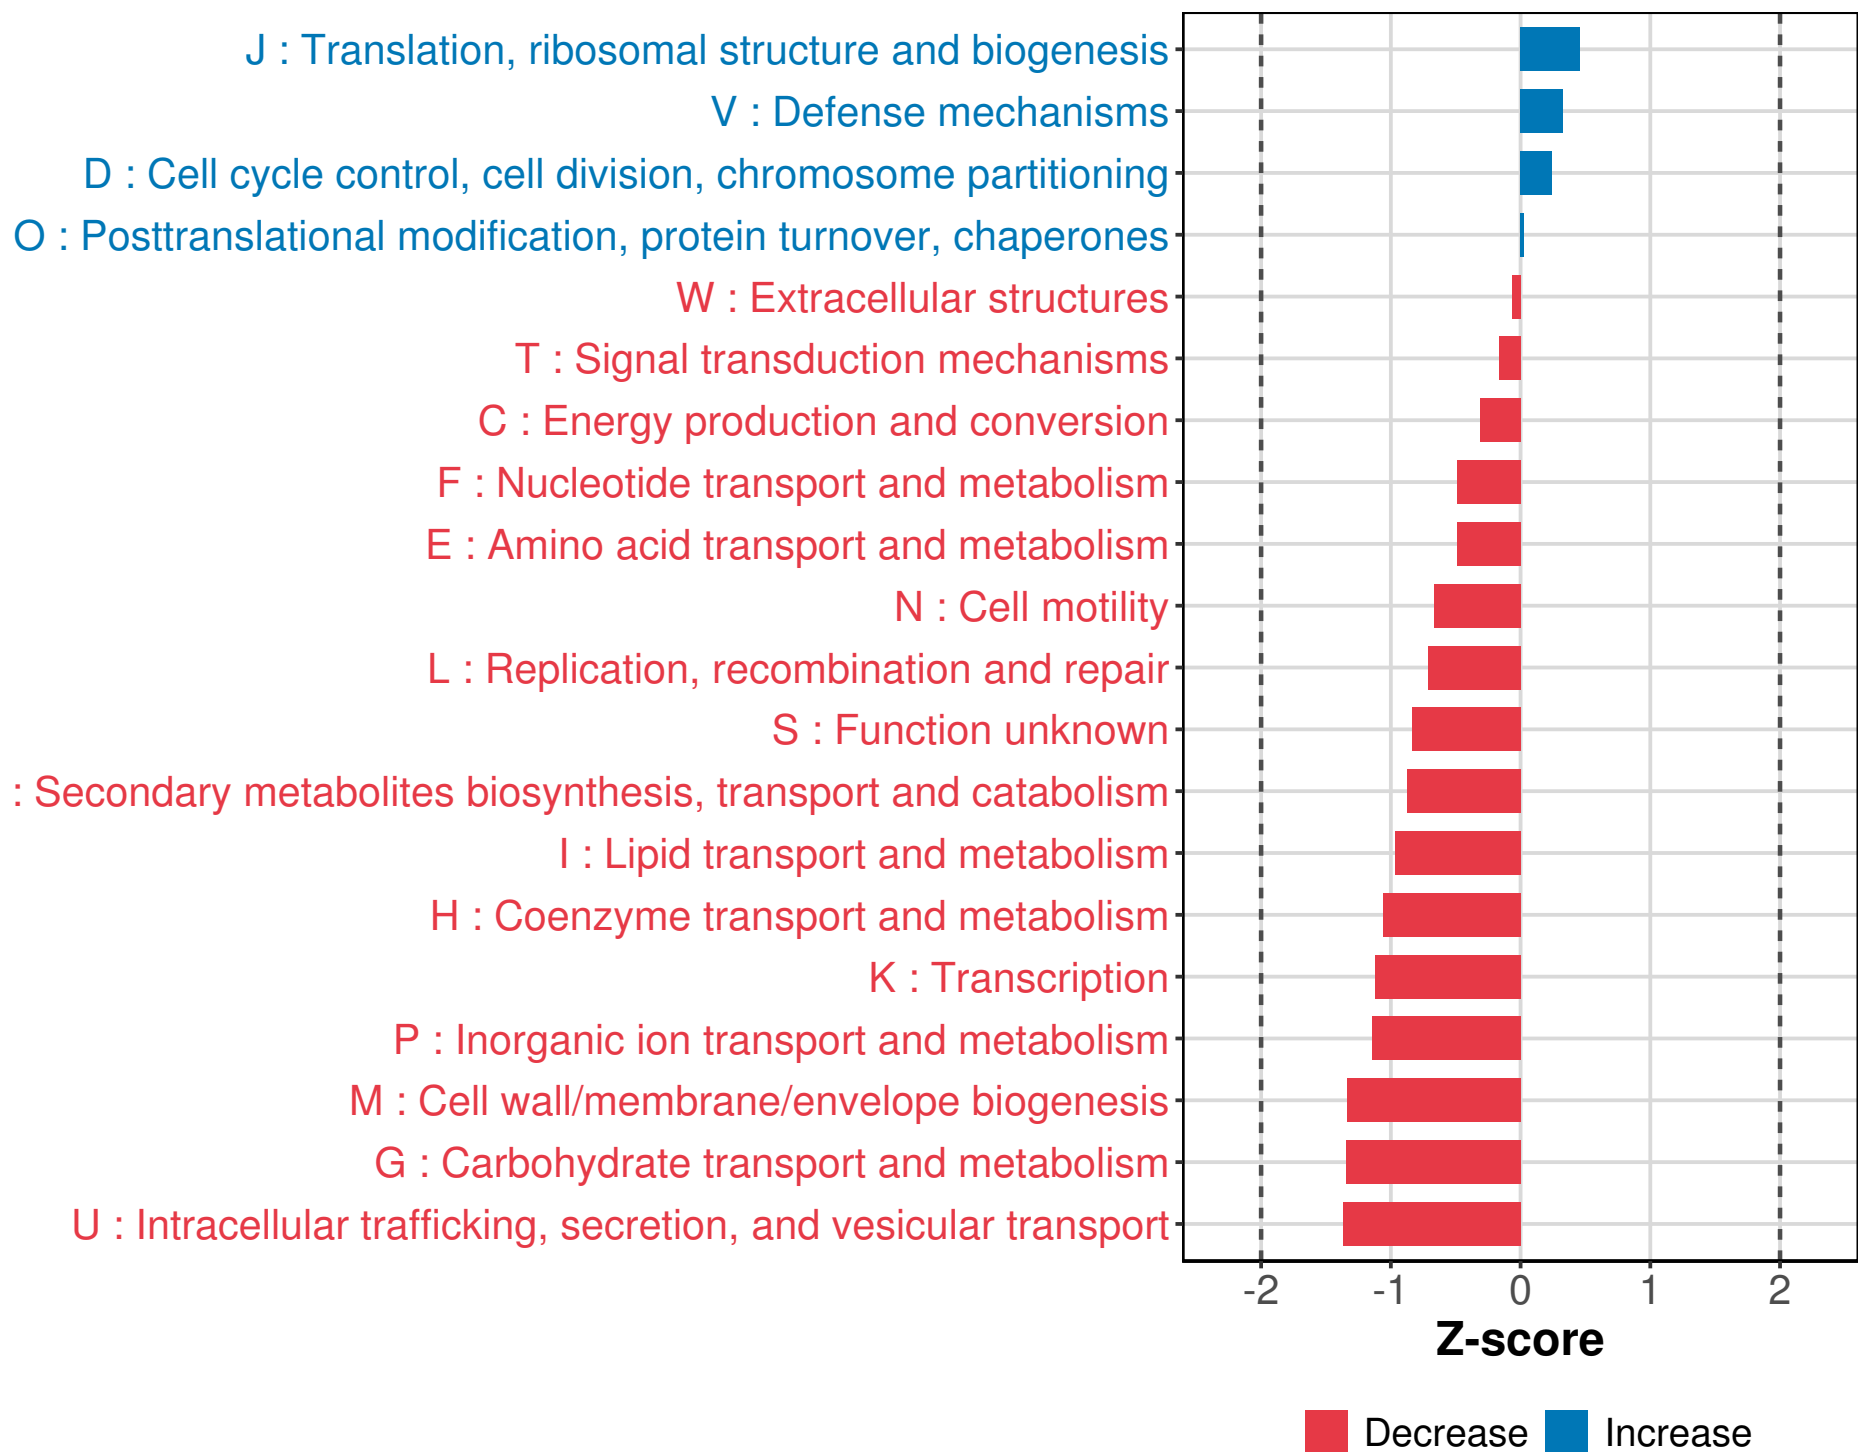 J : Translation, ribosomal structure and biogenesis
V : Defense mechanisms
D : Cell cycle control, cell division, chromosome partitioning
O : Posttranslational modification, protein turnover, chaperones
W : Extracellular structures
T : Signal transduction mechanisms
C : Energy production and conversion
F : Nucleotide transport and metabolism
E : Amino acid transport and metabolism
N : Cell motility
L : Replication, recombination and repair
S : Function unknown
: Secondary metabolites biosynthesis, transport and catabolism
I : Lipid transport and metabolism
H : Coenzyme transport and metabolism
K : Transcription
P : Inorganic ion transport and metabolism
M : Cell wall/membrane/envelope biogenesis
G : Carbohydrate transport and metabolism
U : Intracellular trafficking, secretion, and vesicular transport
-2 -1 0 1 2
Z-score
Decrease Increase